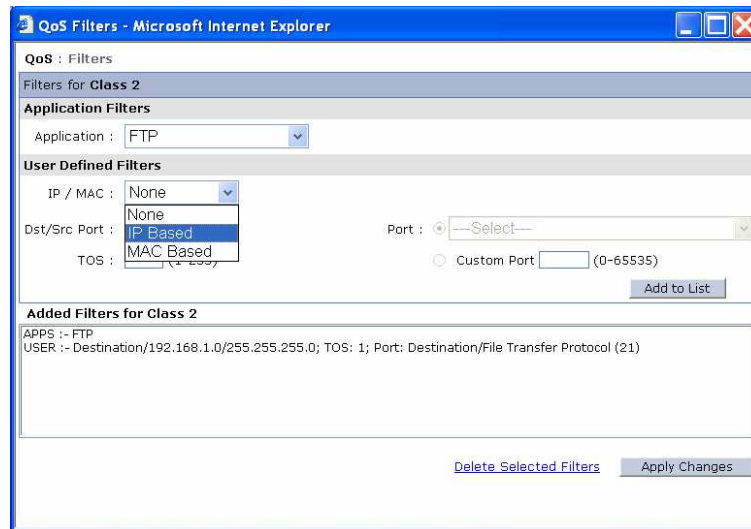 QoS Filters - Microsoft Internet Explorer
QoS : Filters
Filters for Class 2
Application Filters
Application : FTP
User Defined Filters
IP / MAC : None
None
IP Based
MAC Based
Dst/Src Port : Port : ---Select---
TOS : (1-255) Custom Port (0-65535)
Add to List
Added Filters for Class 2
APPS :- FTP
USER :- Destination/192.168.1.0/255.255.255.0; TOS: 1; Port: Destination/File Transfer Protocol (21)
Delete Selected Filters Apply Changes